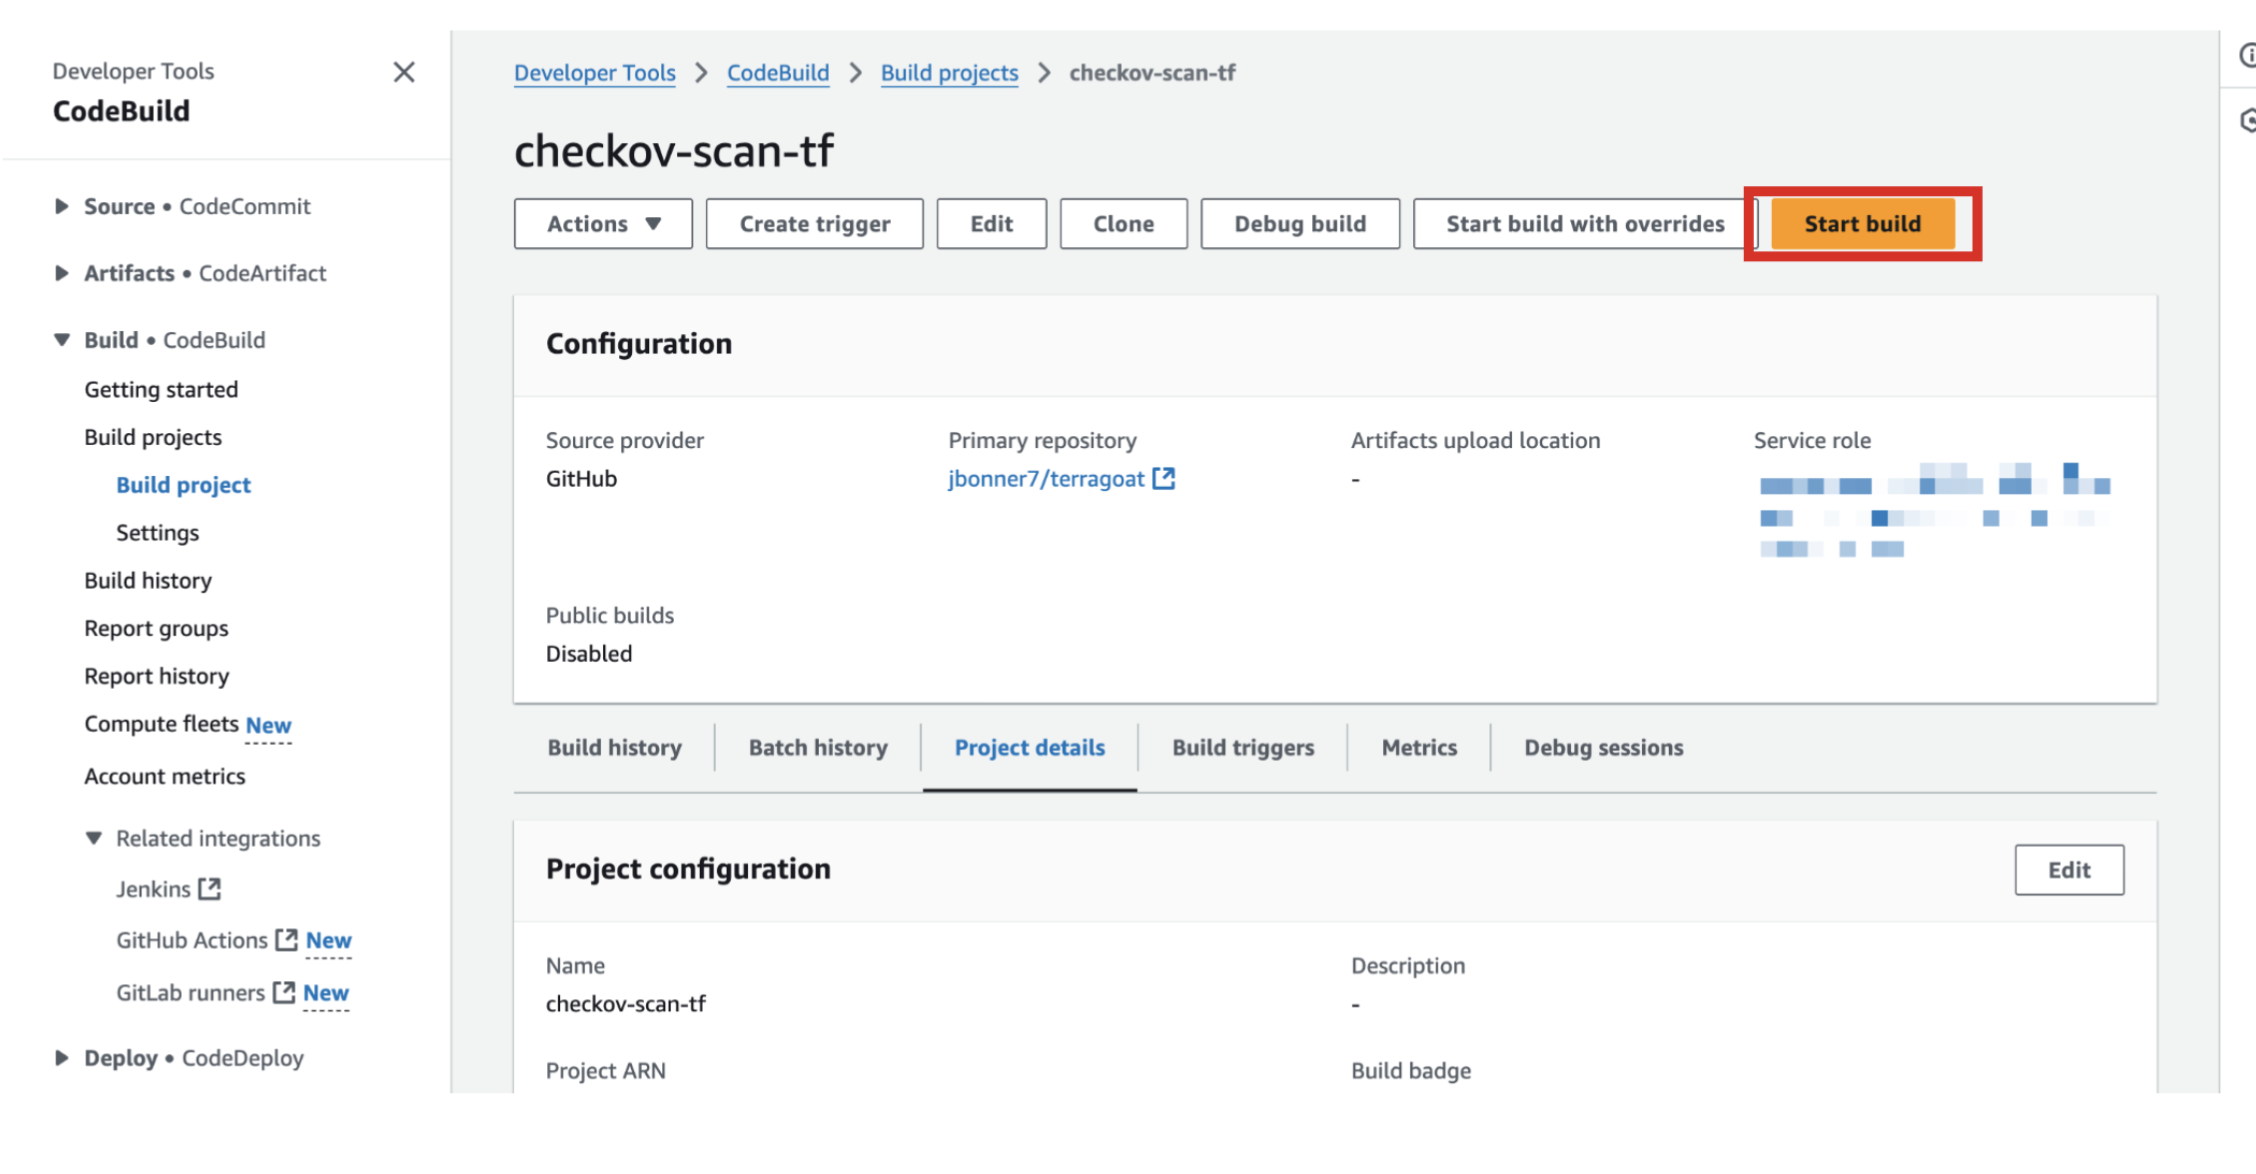 Developer Tools
CodeBuild
Source • CodeCommit
Artifacts • CodeArtifact
Build • CodeBuild
Getting started
Build projects
Build project
Settings
Build history
Report groups
Report history
Compute fleets New
Account metrics
Related integrations
Jenkins
GitHub Actions New
GitLab runners New
Deploy • CodeDeploy
Developer Tools > CodeBuild > Build projects > checkov-scan-tf
checkov-scan-tf
Actions ▼ Create trigger Edit Clone Debug build Start build with overrides Start build
Configuration
Source provider Primary repository Artifacts upload location Service role
GitHub jbonner7/terragoat -
Public builds
Disabled
Build history Batch history Project details Build triggers Metrics Debug sessions
Project configuration Edit
Name Description
checkov-scan-tf -
Project ARN Build badge